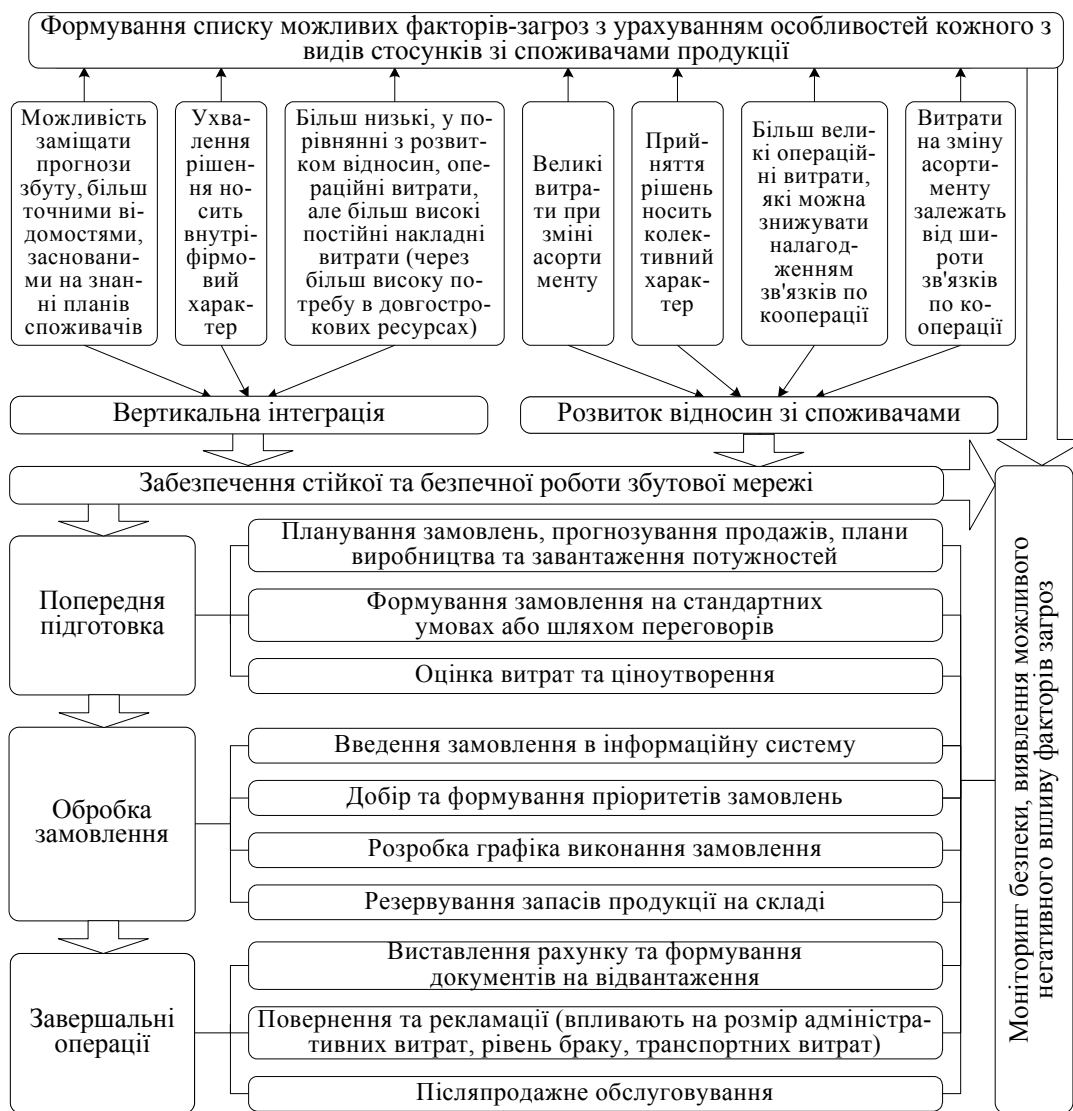 Формування списку можливих факторів-загроз з урахуванням особливостей кожного з
видів стосунків зі споживачами продукції
Можливість
заміщати
прогнози
збуту, більш
точними ві-
домостями,
заснованими на знан-
ні планів
споживачів
Ухва-
лення
рішен-
ня но-
сить
внутрі-
фірмо-
вий
харак-
тер
Більш низькі, у по-
рівнянні з розвит-
ком відносин, опе-
раційні витрати,
але більш високі
постійні накладні
витрати (через
більш високу по-
требу в довгостро-
кових ресурсах)
Великі
витра-
ти при
зміні
асорти-
менту
Прий-
няття
рішень
носить
колек-
тивний
харак-
тер
Більш вели-
кі операцій-
ні витрати,
які можна
знижувати
налагод-
женням
зв'язків по
кооперації
Витрати
на зміну
асорти-
менту
залежать
від ши-
роти
зв'язків
по ко-
операції
Вертикальна інтеграція
Розвиток відносин зі споживачами
Забезпечення стійкої та безпечної роботи збутової мережі
Попередня
підготовка
Планування замовлень, прогнозування продажів, плани
виробництва та завантаження потужностей
Формування замовлення на стандартних
умовах або шляхом переговорів
Оцінка витрат та ціноутворення
Обробка
замовлення
Введення замовлення в інформаційну систему
Добір та формування пріоритетів замовлень
Розробка графіка виконання замовлення
Резервування запасів продукції на складі
Завершальні
операції
Виставлення рахунку та формування
документів на відвантаження
Повернення та рекламації (впливають на розмір адміністра-
тивних витрат, рівень браку, транспортних витрат)
Післяпродажне обслуговування
Моніторинг безпеки, виявлення можливого
негативного впливу факторів загроз